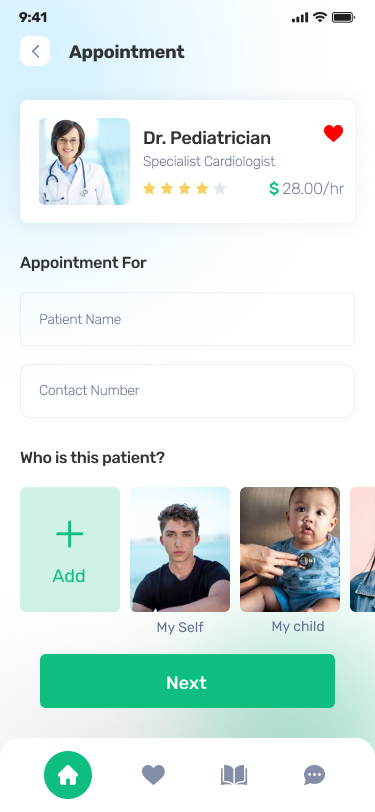 9:41
Appointment
Dr. Pediatrician
Specialist Cardiologist
$ 28.00/hr
Appointment For
Patient Name
Contact Number
Who is this patient?
Add
My Self
My child
Next